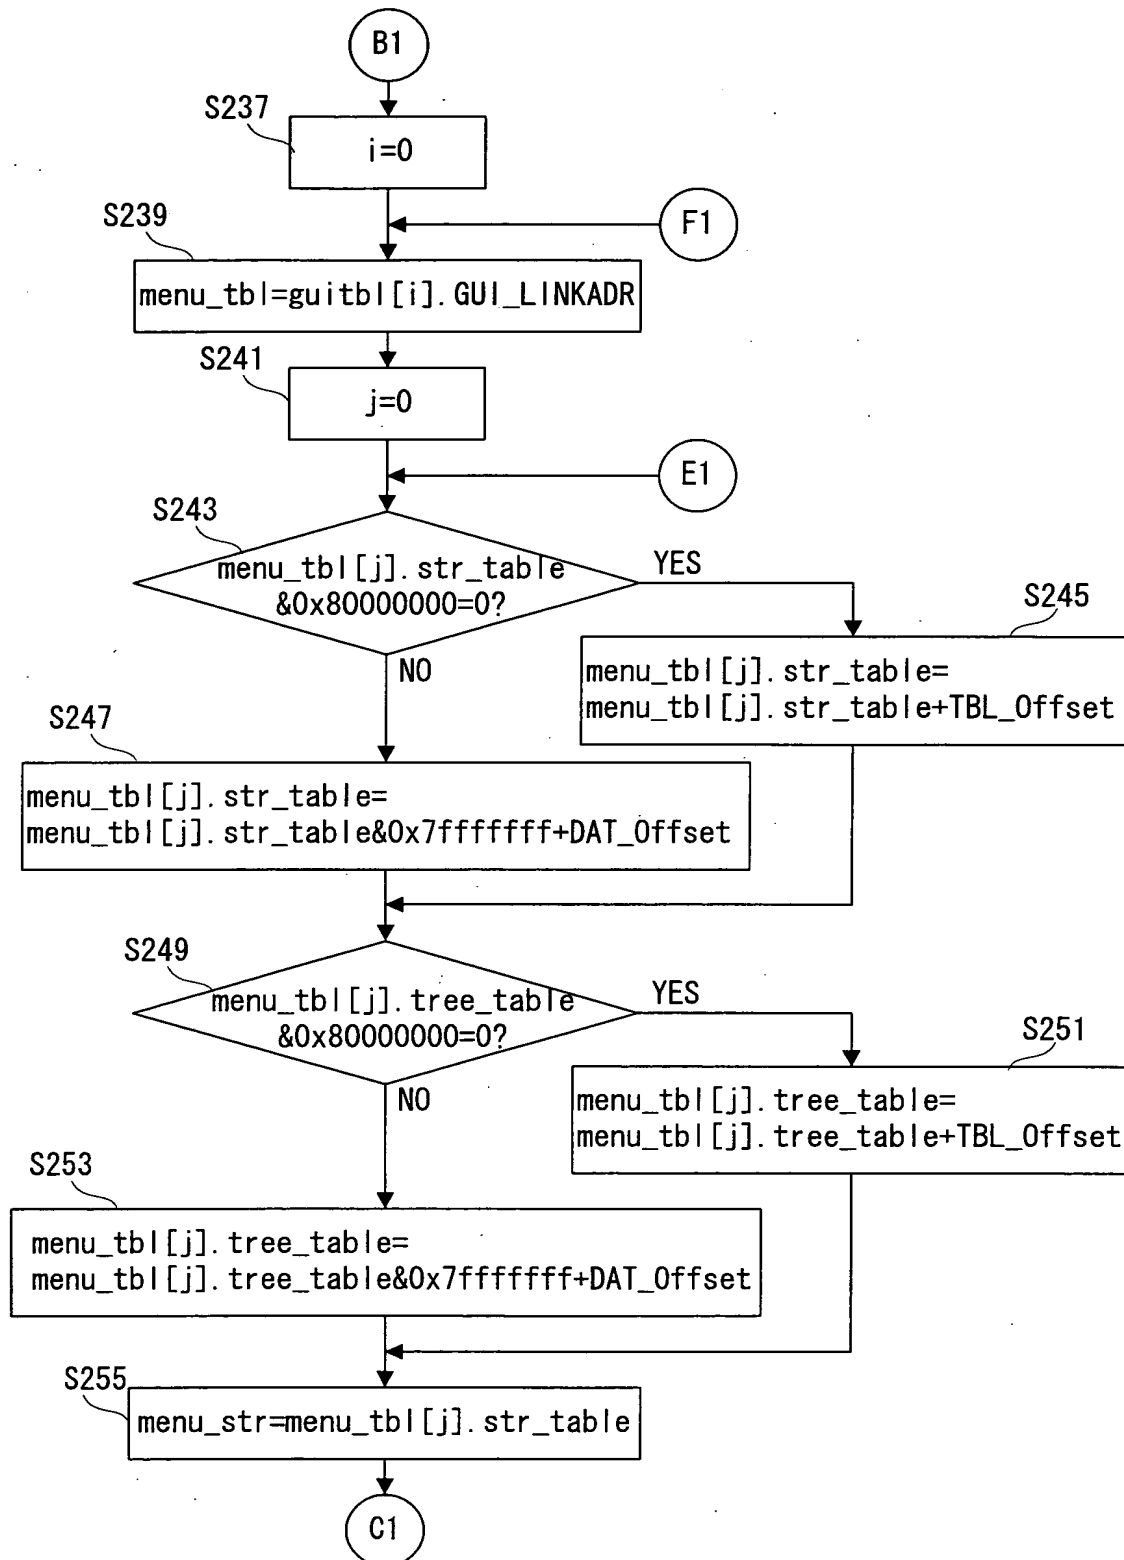 B1
S237
i=0
F1
S239
menu_tbl=guitbl[i].GUI_LINKADR
S241
j=0
E1
S243
menu_tbl[j].str_table
&0x80000000=0?
YES
NO
S245
menu_tbl[j].str_table=
menu_tbl[j].str_table+TBL_Offset
S247
menu_tbl[j].str_table=
menu_tbl[j].str_table&0x7fffffff+DAT_Offset
S249
menu_tbl[j].tree_table
&0x80000000=0?
YES
NO
S251
menu_tbl[j].tree_table=
menu_tbl[j].tree_table+TBL_Offset
S253
menu_tbl[j].tree_table=
menu_tbl[j].tree_table&0x7fffffff+DAT_Offset
S255
menu_str=menu_tbl[j].str_table
C1